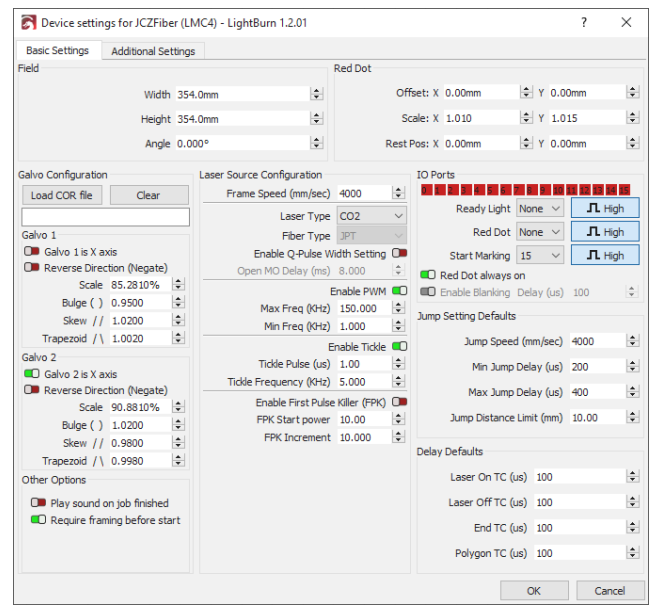 Device settings for JCZFiber (LMC4) - LightBurn 1.2.01
Basic Settings Additional Settings
Field
Width 354.0mm
Height 354.0mm
Angle 0.000°
Red Dot
Offset: X 0.00mm Y 0.00mm
Scale: X 1.010 Y 1.015
Rest Pos: X 0.00mm Y 0.00mm
Galvo Configuration
Load COR file Clear
Galvo 1
Galvo 1 is X axis
Reverse Direction (Negate)
Scale 85.2810%
Bulge ( ) 0.9500
Skew // 1.0200
Trapezoid /\ 1.0020
Galvo 2
Galvo 2 is X axis
Reverse Direction (Negate)
Scale 90.8810%
Bulge ( ) 1.0200
Skew // 0.9800
Trapezoid /\ 0.9980
Other Options
Play sound on job finished
Require framing before start
Laser Source Configuration
Frame Speed (mm/sec) 4000
Laser Type CO2
Fiber Type JPT
Enable Q-Pulse Width Setting
Open MO Delay (ms) 8.000
Enable PWM
Max Freq (KHz) 150.000
Min Freq (KHz) 1.000
Enable Tickle
Tickle Pulse (us) 1.00
Tickle Frequency (KHz) 5.000
Enable First Pulse Killer (FPK)
FPK Start power 10.00
FPK Increment 10.000
IO Ports
0 1 2 3 4 5 6 7 8 9 10 11 12 13 14 15
Ready Light None High
Red Dot None High
Start Marking 15 High
Red Dot always on
Enable Blanking Delay (us) 100
Jump Setting Defaults
Jump Speed (mm/sec) 4000
Min Jump Delay (us) 200
Max Jump Delay (us) 400
Jump Distance Limit (mm) 10.00
Delay Defaults
Laser On TC (us) 100
Laser Off TC (us) 100
End TC (us) 100
Polygon TC (us) 100
OK Cancel